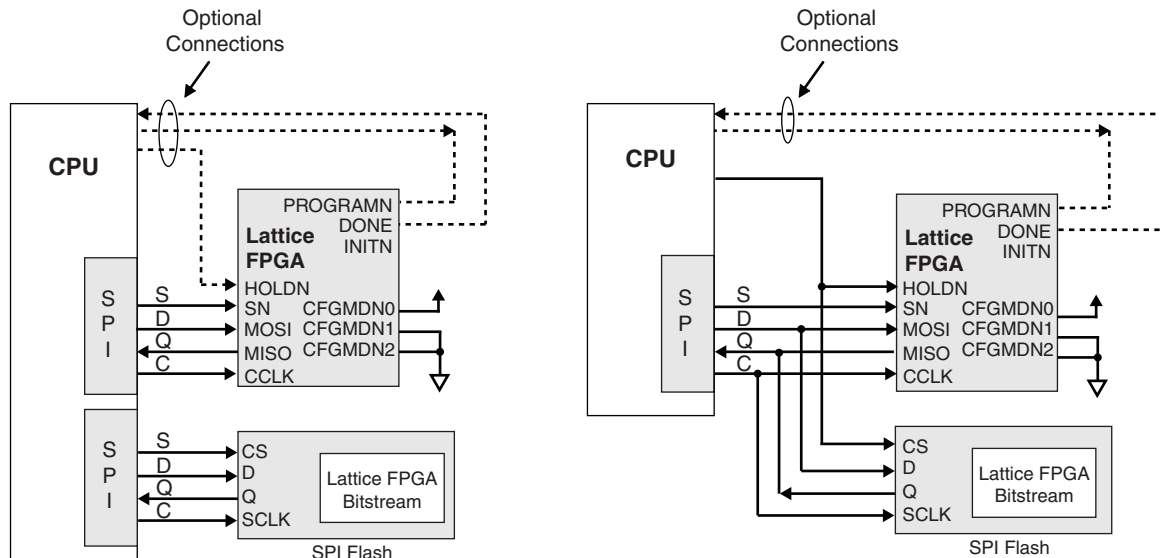 Optional
Connections
CPU
PROGRAMN
DONE
INITN
Lattice
FPGA
HOLDN
SN
MOSI
MISO
CCLK
CFGMDN0
CFGMDN1
CFGMDN2
S
P
I
S
D
Q
C
S
P
I
S
D
Q
C
CS
D
Q
SCLK
Lattice FPGA
Bitstream
SPI Flash
Optional
Connections
CPU
PROGRAMN
DONE
INITN
Lattice
FPGA
HOLDN
SN
MOSI
MISO
CCLK
CFGMDN0
CFGMDN1
CFGMDN2
S
P
I
S
D
Q
C
CS
D
Q
SCLK
Lattice FPGA
Bitstream
SPI Flash